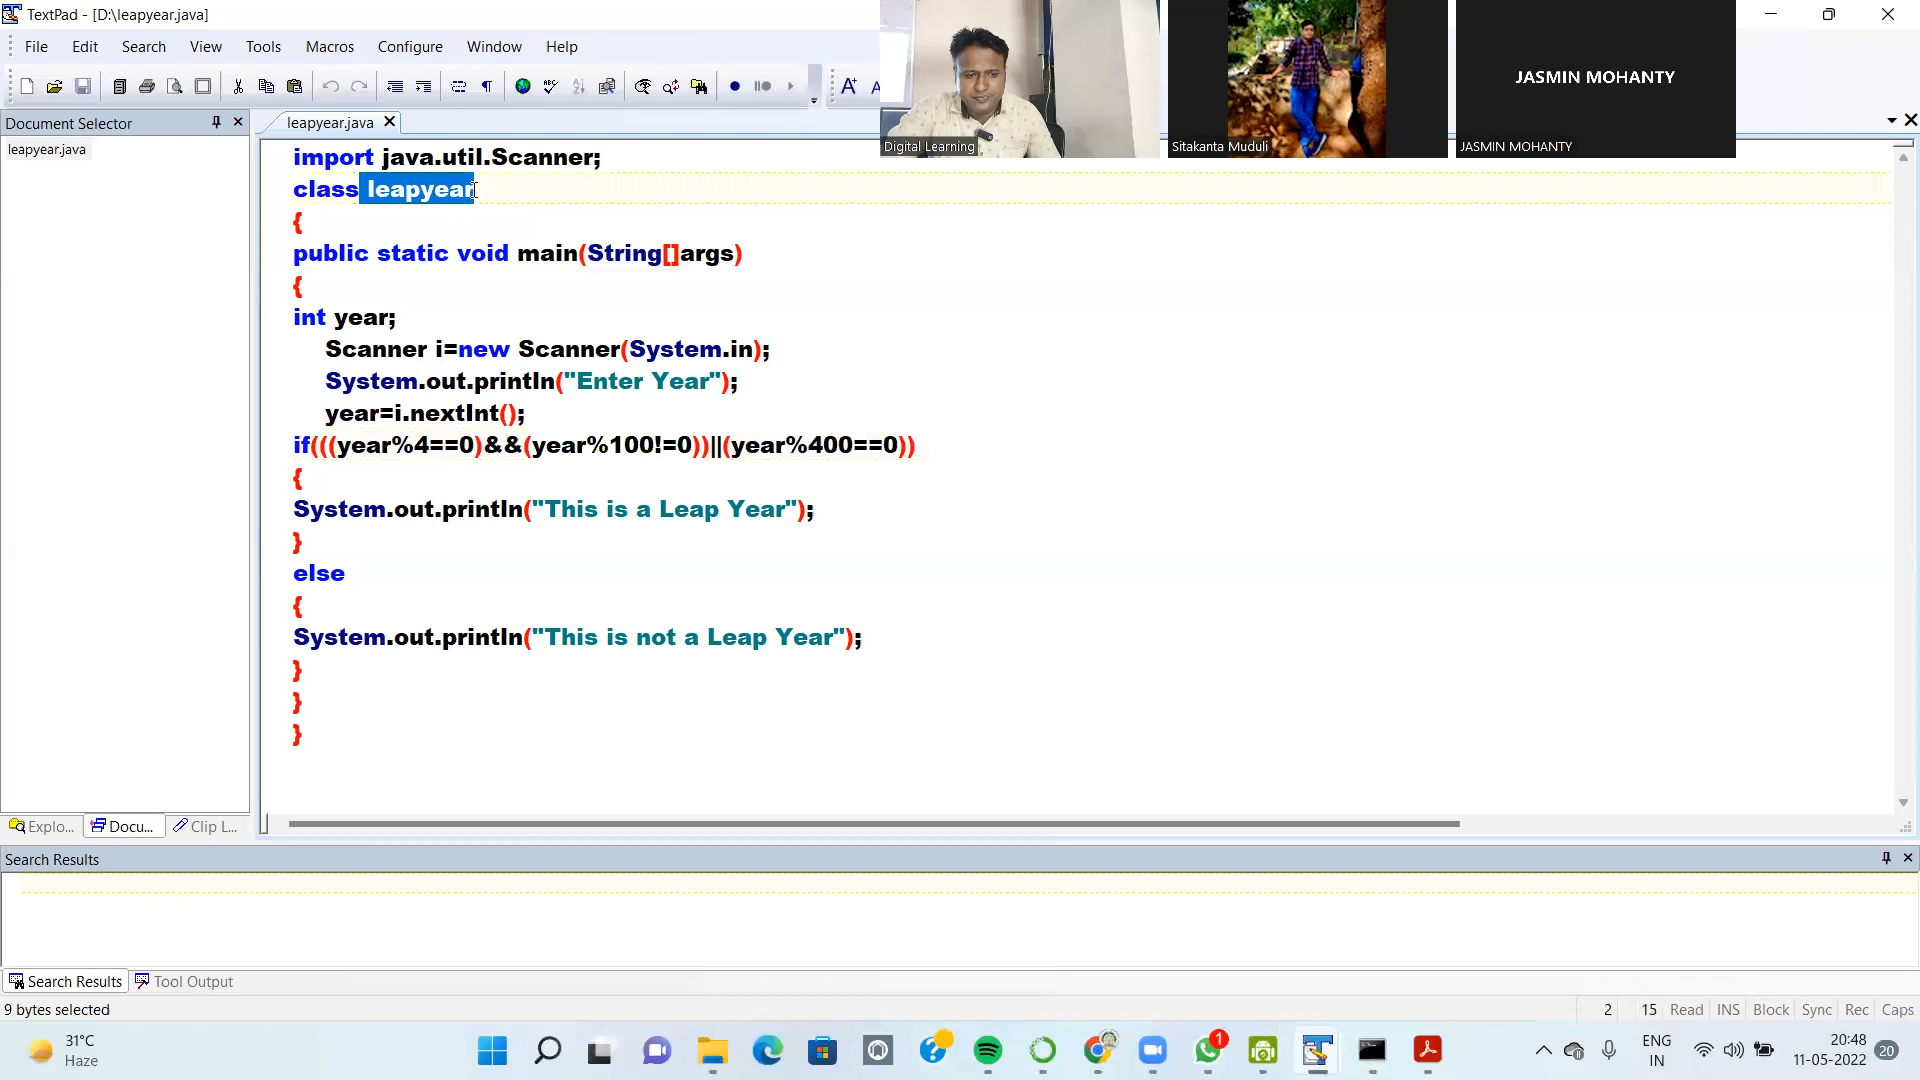 TextPad - [D:\leapyear.java]
File Edit Search View Tools Macros Configure Window Help
Document Selector
leapyear.java
leapyear.java
import java.util.Scanner;
class leapyear
{
public static void main(String[]args)
{
int year;
Scanner i=new Scanner(System.in);
System.out.println("Enter Year");
year=i.nextInt();
if(((year%4==0)&&(year%100!=0))||(year%400==0))
{
System.out.println("This is a Leap Year");
}
else
{
System.out.println("This is not a Leap Year");
}
}
}
Digital Learning
Sitakanta Muduli
JASMIN MOHANTY
JASMIN MOHANTY
Explo... Docu... Clip L...
Search Results
Search Results Tool Output
9 bytes selected
2 15 Read INS Block Sync Rec Caps
31°C
Haze
1
ENG
IN
20:48
11-05-2022
20